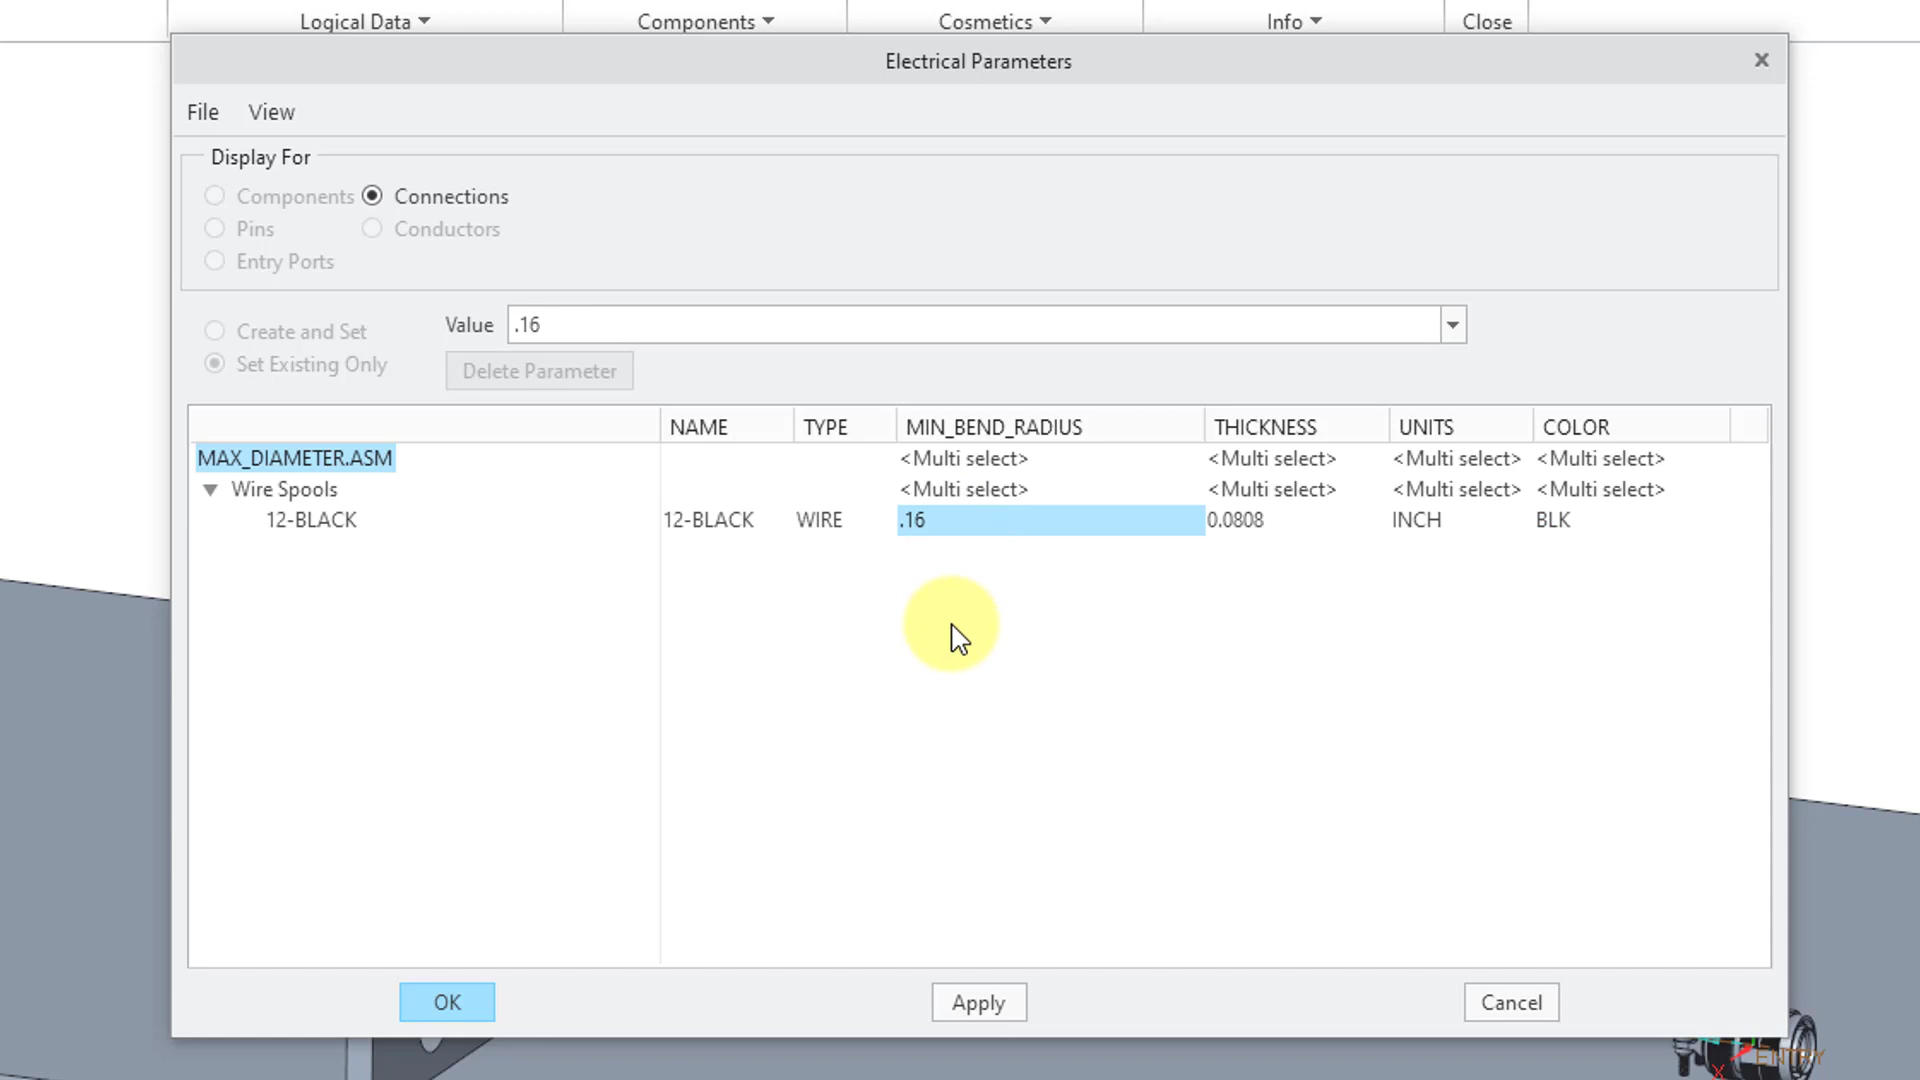 Logical Data Components Cosmetics Info Close
Electrical Parameters
File View
Display For
Components Connections
Pins Conductors
Entry Ports
Create and Set
Set Existing Only
Value .16
Delete Parameter
NAME TYPE MIN_BEND_RADIUS THICKNESS UNITS COLOR
MAX_DIAMETER.ASM <Multi select> <Multi select> <Multi select> <Multi select>
Wire Spools <Multi select> <Multi select> <Multi select> <Multi select>
12-BLACK 12-BLACK WIRE .16 0.0808 INCH BLK
OK Apply Cancel
ENTRY
X